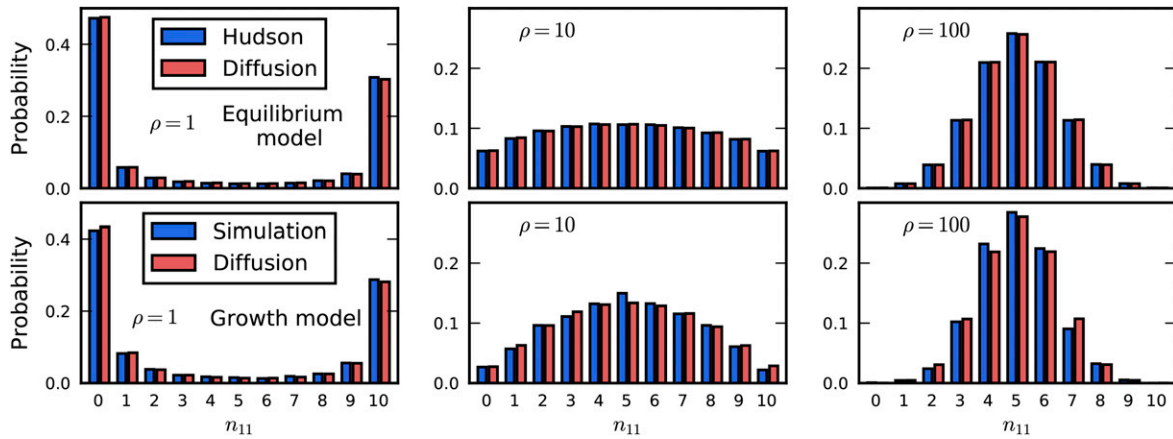 Probability
0.4
0.2
0.0
Hudson
Diffusion
ρ = 1
Equilibrium
model
0.2
0.1
0.0
ρ = 10
0.2
0.1
0.0
ρ = 100
Probability
0.4
0.2
0.0
Simulation
Diffusion
ρ = 1 Growth model
0 1 2 3 4 5 6 7 8 9 10
n₁₁
0.2
0.1
0.0
ρ = 10
0 1 2 3 4 5 6 7 8 9 10
n₁₁
0.2
0.1
0.0
ρ = 100
0 1 2 3 4 5 6 7 8 9 10
n₁₁